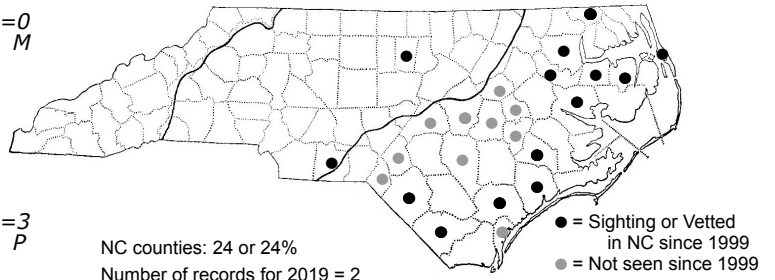 =0
M
=3
P
NC counties: 24 or 24%
Number of records for 2019 = 2
= Sighting or Vetted
in NC since 1999
= Not seen since 1999